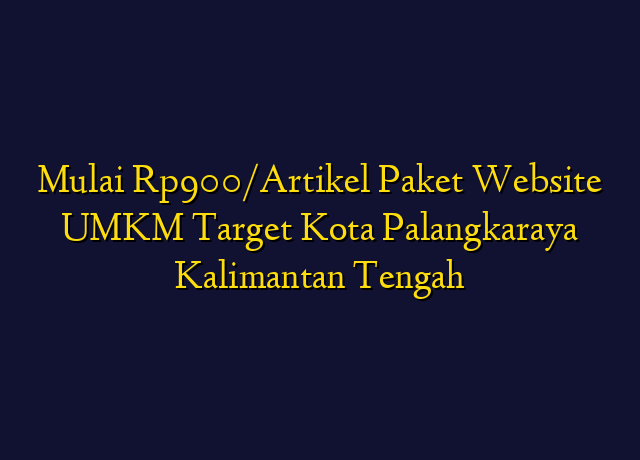 Mulai Rp900/Artikel Paket Website
UMKM Target Kota Palangkaraya
Kalimantan Tengah